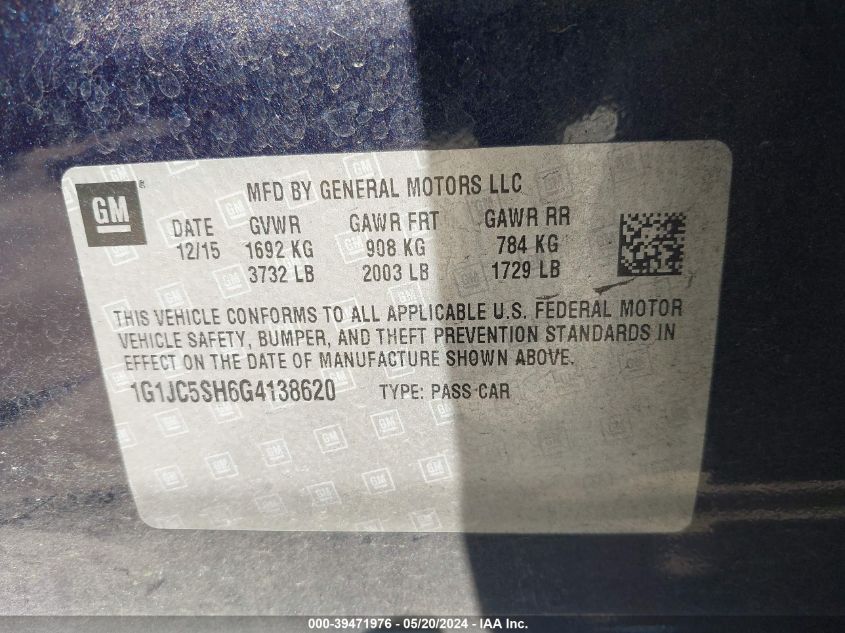 GM ®
MFD BY GENERAL MOTORS LLC
DATE GVWR GAWR FRT GAWR RR
12/15 1692 KG 908 KG 784 KG
3732 LB 2003 LB 1729 LB
THIS VEHICLE CONFORMS TO ALL APPLICABLE U.S. FEDERAL MOTOR
VEHICLE SAFETY, BUMPER, AND THEFT PREVENTION STANDARDS IN
EFFECT ON THE DATE OF MANUFACTURE SHOWN ABOVE.
1G1JC5SH6G4138620 TYPE: PASS CAR
000-39471976 - 05/20/2024 - IAA Inc.